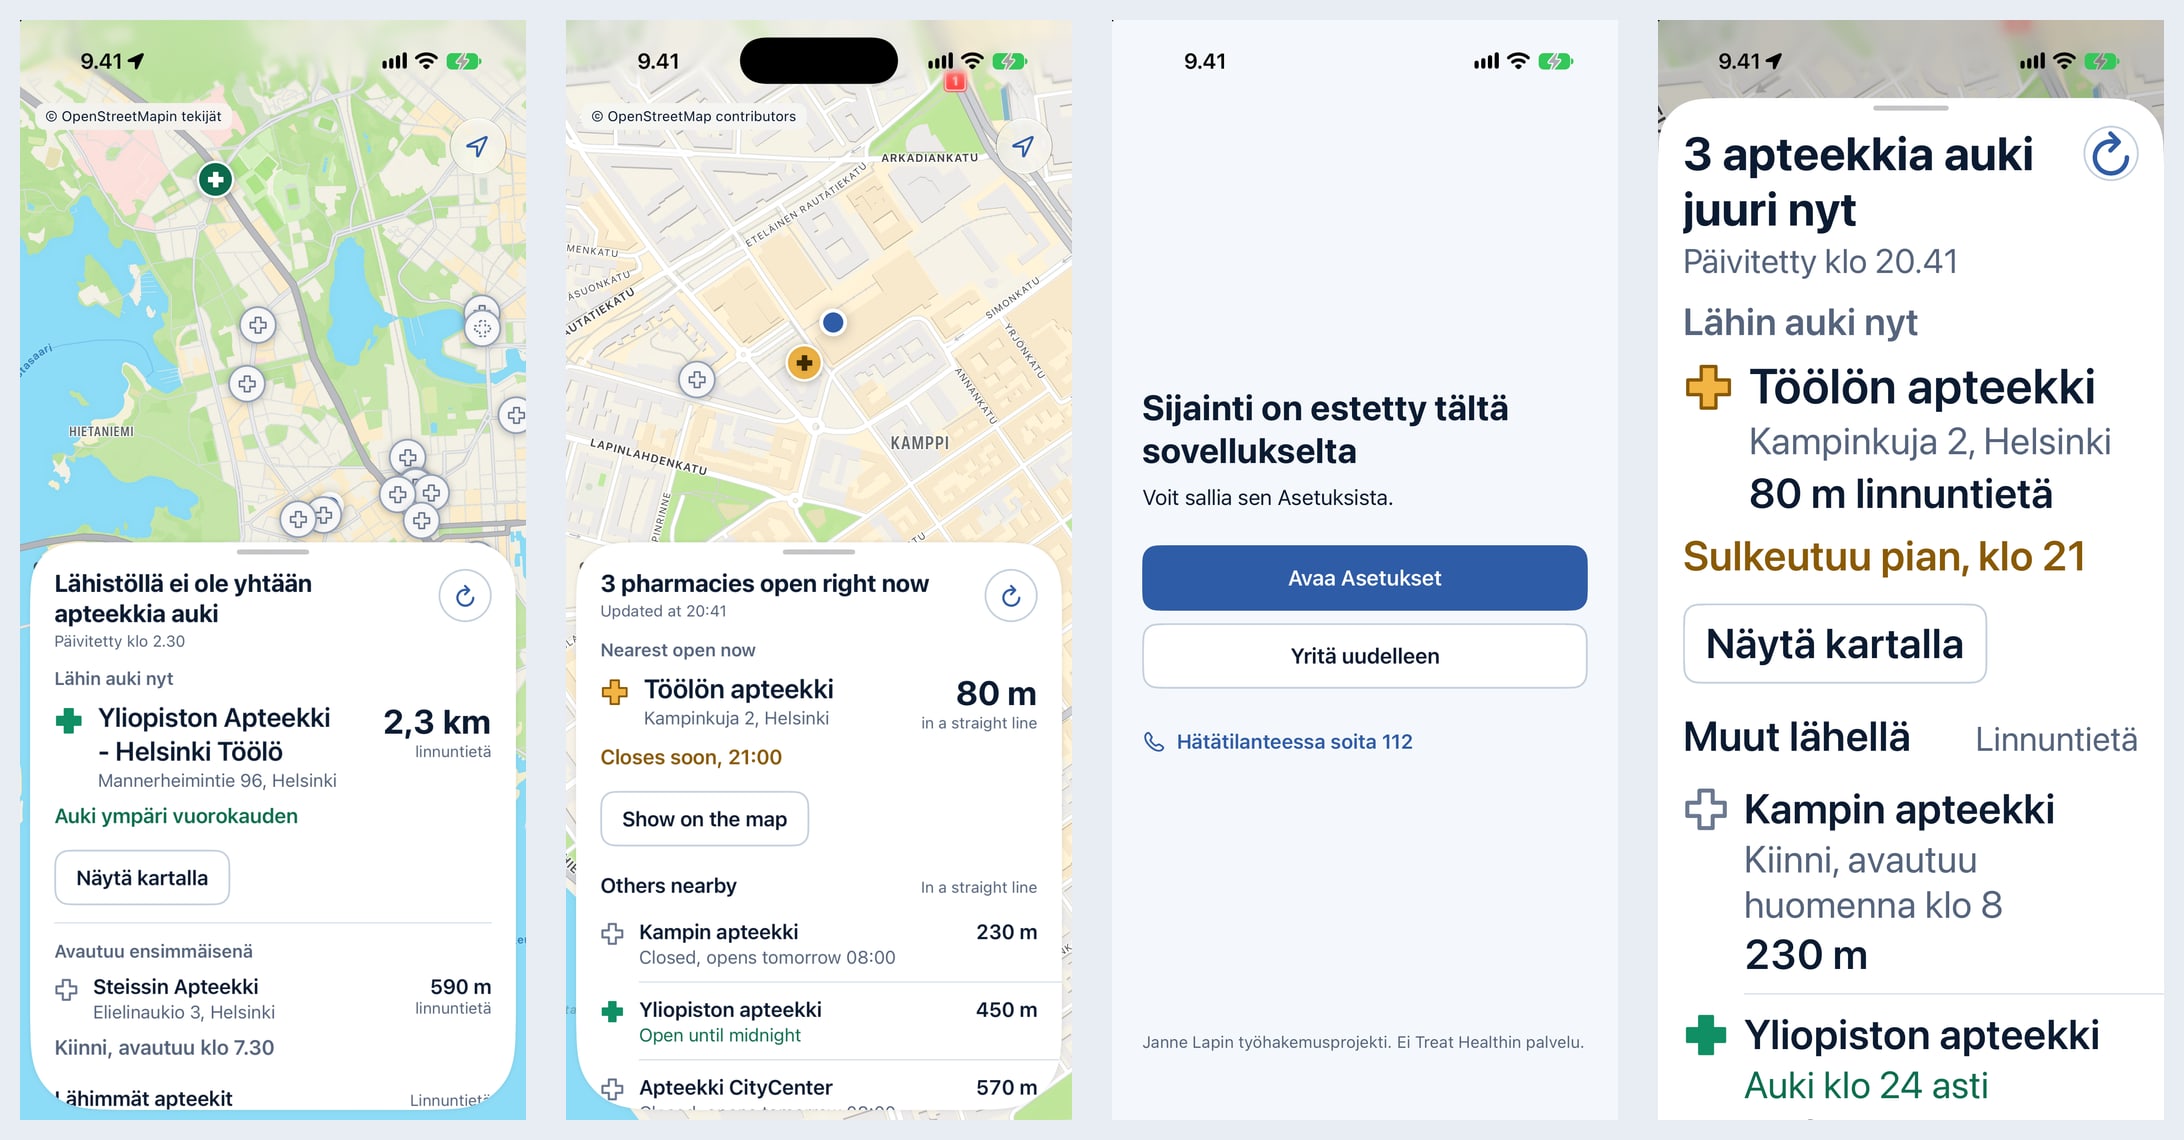 9.41
© OpenStreetMapin tekijät
HIETANIEMI
Lähistöllä ei ole yhtään
apteekkia auki
Päivitetty klo 2.30
Lähin auki nyt
Yliopiston Apteekki
- Helsinki Töölö
2,3 km
linnuntietä
Mannerheimintie 96, Helsinki
Auki ympäri vuorokauden
Näytä kartalla
Avautuu ensimmäisenä
Steissin Apteekki
590 m
Elielinaukio 3, Helsinki
linnuntietä
Kiinni, avautuu klo 7.30
Lähimmät apteekit
Linnuntietä
9.41
1
© OpenStreetMap contributors
ARKADIANKATU
ETELÄINEN RAUTATIEKATU
SIMONKATU
YRJÖNKATU
ANNANKATU
KAMPPI
LAPINLAHDENKATU
3 pharmacies open right now
Updated at 20:41
Nearest open now
Töölön apteekki
80 m
Kampinkuja 2, Helsinki
in a straight line
Closes soon, 21:00
Show on the map
Others nearby
In a straight line
Kampin apteekki
230 m
Closed, opens tomorrow 08:00
Yliopiston apteekki
450 m
Open until midnight
Apteekki CityCenter
570 m
9.41
Sijainti on estetty tältä
sovellukselta
Voit sallia sen Asetuksista.
Avaa Asetukset
Yritä uudelleen
Hätätilanteessa soita 112
Janne Lapin työhakemusprojekti. Ei Treat Healthin palvelu.
9.41
3 apteekkia auki
juuri nyt
Päivitetty klo 20.41
Lähin auki nyt
Töölön apteekki
Kampinkuja 2, Helsinki
80 m linnuntietä
Sulkeutuu pian, klo 21
Näytä kartalla
Muut lähellä
Linnuntietä
Kampin apteekki
Kiinni, avautuu
huomenna klo 8
230 m
Yliopiston apteekki
Auki klo 24 asti